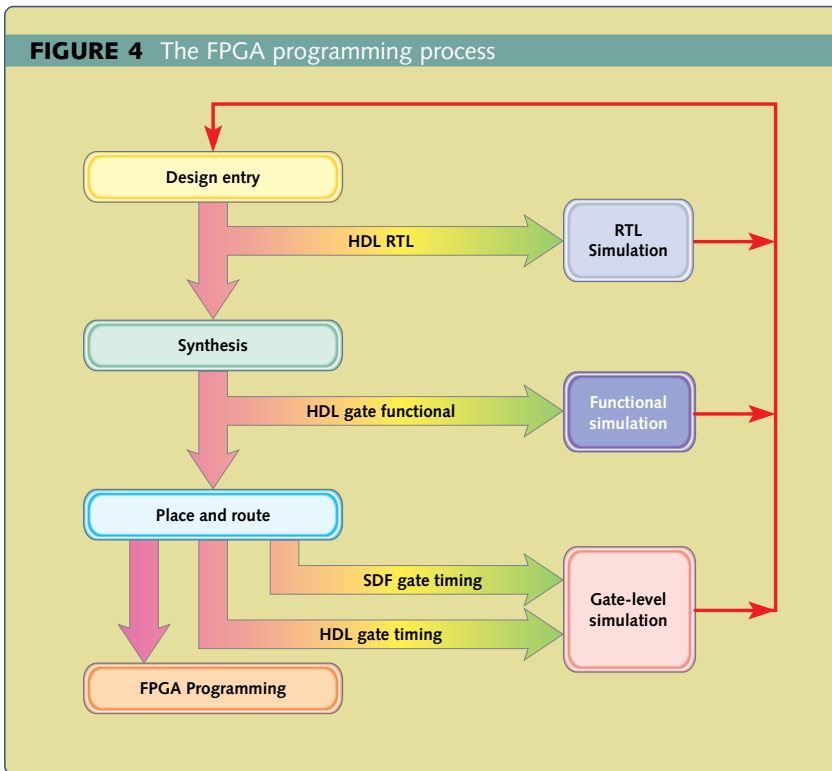 FIGURE 4 The FPGA programming process
Design entry
HDL RTL
RTL
Simulation
Synthesis
HDL gate functional
Functional
simulation
Place and route
SDF gate timing
Gate-level
simulation
HDL gate timing
FPGA Programming